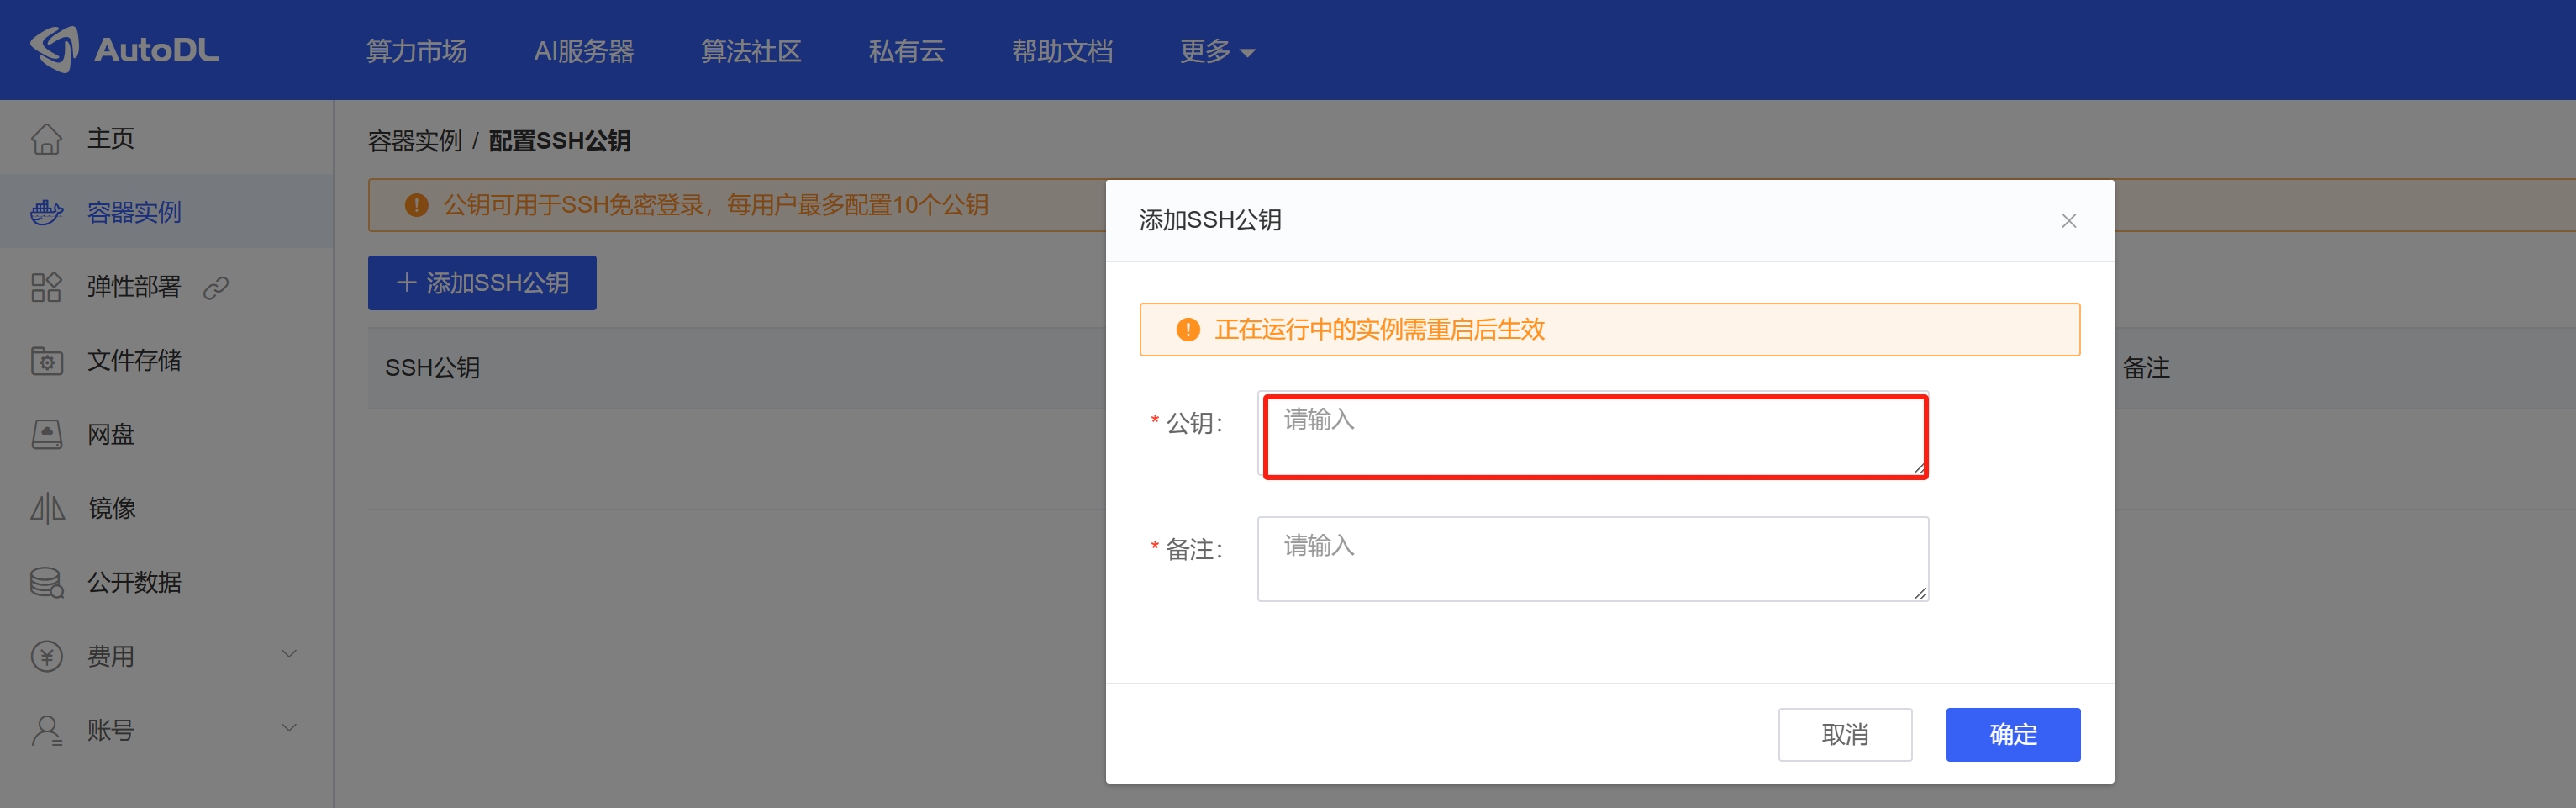 AutoDL
算力市场 AI服务器 算法社区 私有云 帮助文档 更多
主页
容器实例
弹性部署
文件存储
网盘
镜像
公开数据
费用
账号
容器实例 / 配置SSH公钥
公钥可用于SSH免密登录，每用户最多配置10个公钥
添加SSH公钥
SSH公钥
备注
添加SSH公钥
正在运行中的实例需重启后生效
* 公钥：
请输入
* 备注：
请输入
取消
确定